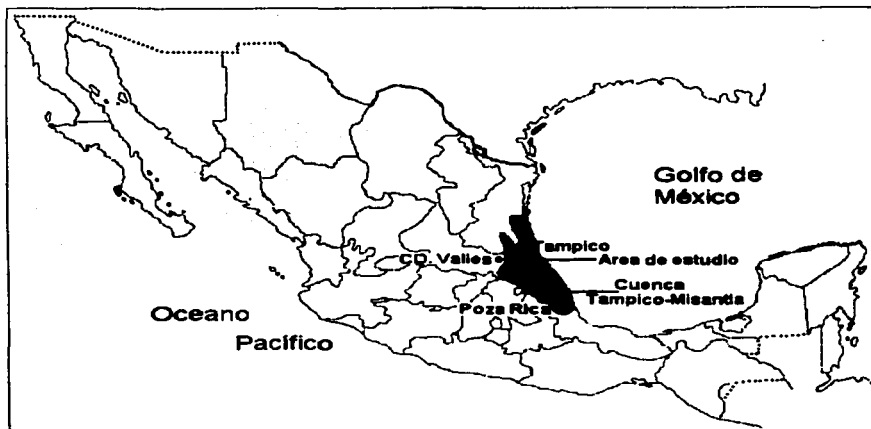 Golfo de
México
Tampico
CD. Valles
Area de estudio
Cuenca
Tampico-Misantla
Poza Rica
Oceano
Pacífico